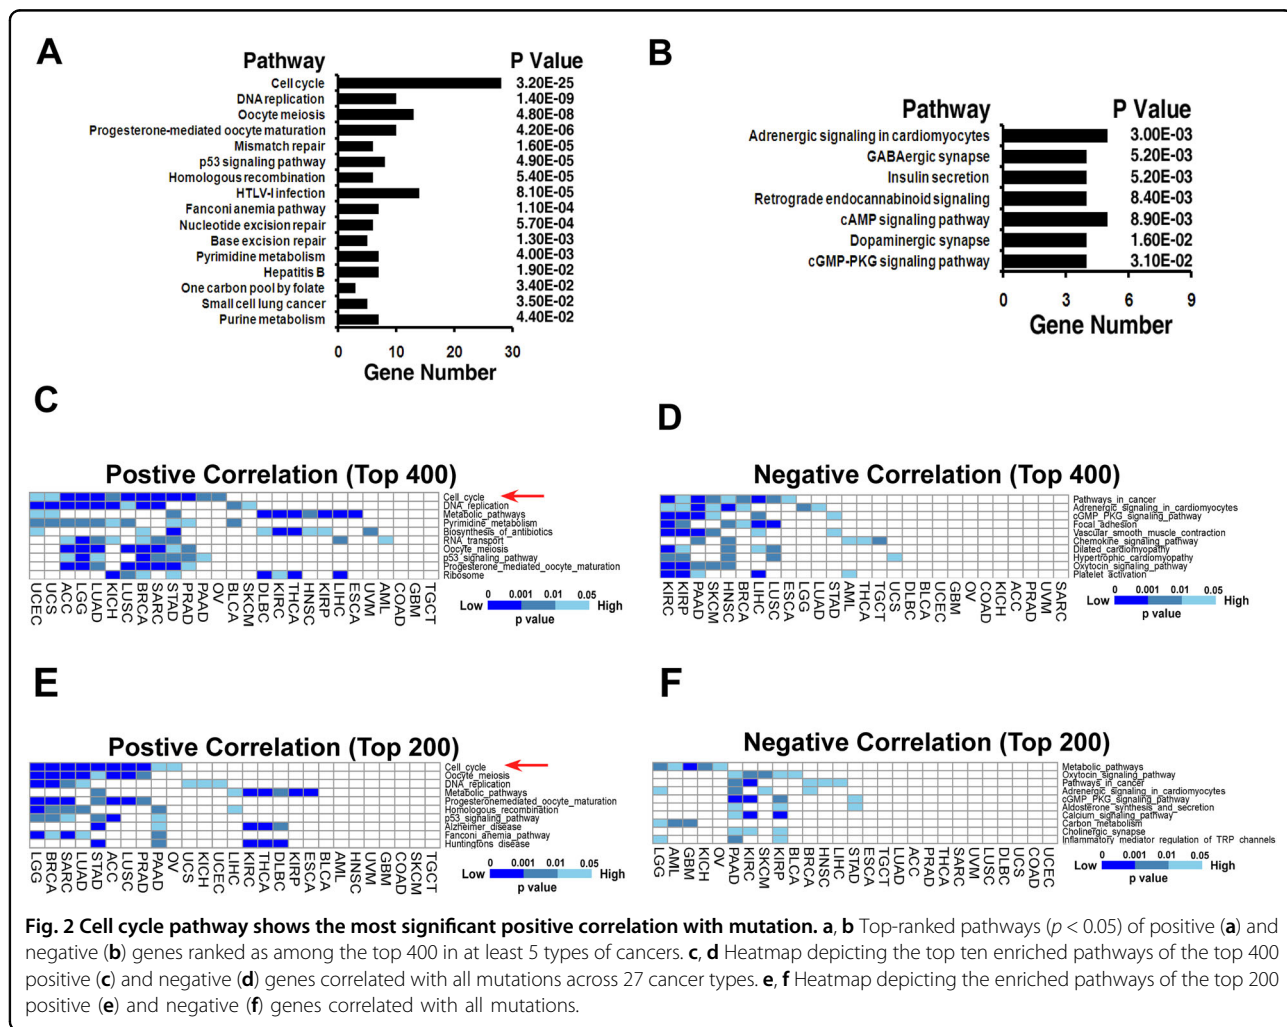 A
Pathway P Value
Cell cycle 3.20E-25
DNA replication 1.40E-09
Oocyte meiosis 4.80E-08
Progesterone-mediated oocyte maturation 4.20E-06
Mismatch repair 1.60E-05
p53 signaling pathway 4.90E-05
Homologous recombination 5.40E-05
HTLV-I infection 8.10E-05
Fanconi anemia pathway 1.10E-04
Nucleotide excision repair 5.70E-04
Base excision repair 1.30E-03
Pyrimidine metabolism 4.00E-03
Hepatitis B 1.90E-02
One carbon pool by folate 3.40E-02
Small cell lung cancer 3.50E-02
Purine metabolism 4.40E-02
0 10 20 30
Gene Number
B
Pathway P Value
Adrenergic signaling in cardiomyocytes 3.00E-03
GABAergic synapse 5.20E-03
Insulin secretion 5.20E-03
Retrograde endocannabinoid signaling 8.40E-03
cAMP signaling pathway 8.90E-03
Dopaminergic synapse 1.60E-02
cGMP-PKG signaling pathway 3.10E-02
0 3 6 9
Gene Number
C
Postive Correlation (Top 400)
Cell_cycle
DNA_replication
Metabolic_pathways
Pyrimidine_metabolism
Biosynthesis_of_antibiotics
RNA_transport
Oocyte_meiosis
p53_signaling_pathway
Progesterone_mediated_oocyte_maturation
Ribosome
UCEC UCS ACC LGG LUAD KICH LUSC BRCA SARC STAD PRAD PAAD OV BLCA SKCM DLBC KIRC THCA HNSC KIRP LIHC ESCA UVM AML COAD GBM TGCT
0 0.001 0.01 0.05
Low High
p value
D
Negative Correlation (Top 400)
Pathways_in_cancer
Adrenergic_signaling_in_cardiomyocytes
cGMP_PKG_signaling_pathway
Focal_adhesion
Vascular_smooth_muscle_contraction
Chemokine_signaling_pathway
Dilated_cardiomyopathy
Hypertrophic_cardiomyopathy
Oxytocin_signaling_pathway
Platelet_activation
KIRC KIRP PAAD SKCM HNSC BRCA LIHC LUSC ESCA LGG LUAD STAD AML THCA TGCT UCS DLBC BLCA UCEC GBM OV COAD KICH ACC PRAD UVM SARC
0 0.001 0.01 0.05
Low High
p value
E
Postive Correlation (Top 200)
Cell_cycle
Oocyte_meiosis
DNA_replication
Metabolic_pathways
Progesteronemediated_oocyte_maturation
Homologous_recombination
p53_signaling_pathway
Alzheimer_disease
Fanconi_anemia_pathway
Huntingtons_disease
LGG BRCA SARC LUAD STAD ACC LUSC PRAD PAAD OV UCS KICH UCEC LIHC KIRC THCA DLBC KIRP ESCA BLCA AML HNSC UVM GBM COAD SKCM TGCT
0 0.001 0.01 0.05
Low High
p value
F
Negative Correlation (Top 200)
Metabolic_pathways
Oxytocin_signaling_pathway
Pathways_in_cancer
Adrenergic_signaling_in_cardiomyocytes
cGMP_PKG_signaling_pathway
Aldosterone_synthesis_and_secretion
Calcium_signaling_pathway
Carbon_metabolism
Cholinergic_synapse
Inflammatory mediator regulation of TRP channels
LGG AML GBM KICH OV PAAD KIRC SKCM KIRP BLCA BRCA HNSC LIHC STAD ESCA TGCT LUAD ACC PRAD THCA SARC UVM LUSC DLBC UCS COAD UCEC
0 0.001 0.01 0.05
Low High
p value
Fig. 2 Cell cycle pathway shows the most significant positive correlation with mutation. a, b Top-ranked pathways (p < 0.05) of positive (a) and
negative (b) genes ranked as among the top 400 in at least 5 types of cancers. c, d Heatmap depicting the top ten enriched pathways of the top 400
positive (c) and negative (d) genes correlated with all mutations across 27 cancer types. e, f Heatmap depicting the enriched pathways of the top 200
positive (e) and negative (f) genes correlated with all mutations.